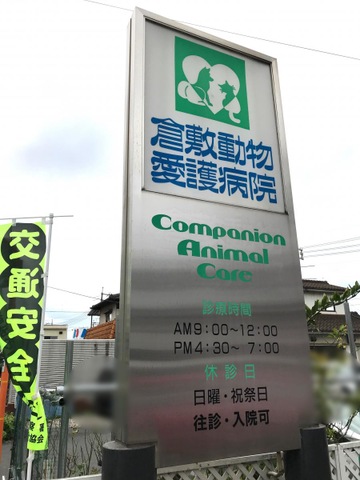 倉敷動物
愛護病院
Companion
Animal
Care
診療時間
AM9:00~12:00
PM4:30~ 7:00
休診日
日曜・祝祭日
往診・入院可
交通安全